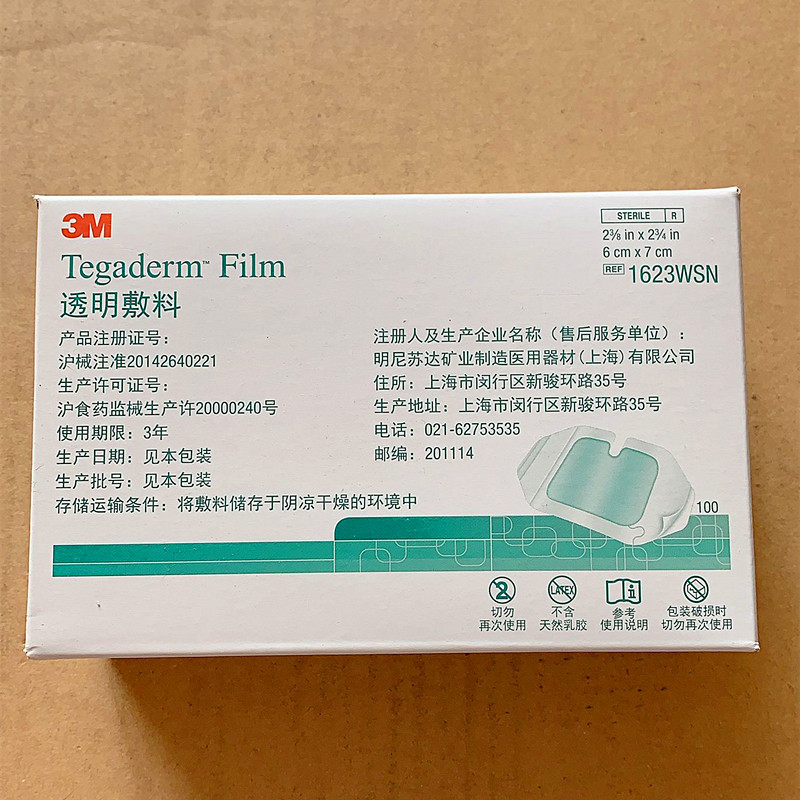 3M
Tegaderm™ Film
透明敷料
产品注册证号：
沪械注准20142640221
生产许可证号：
沪食药监械生产许20000240号
使用期限：3年
生产日期：见本包装
生产批号：见本包装
存储运输条件：将敷料储存于阴凉干燥的环境中
STERILE R
2⅜ in x 2¾ in
6 cm x 7 cm
REF 1623WSN
注册人及生产企业名称（售后服务单位）：
明尼苏达矿业制造医用器材(上海)有限公司
住所：上海市闵行区新骏环路35号
生产地址：上海市闵行区新骏环路35号
电话：021-62753535
邮编：201114
100
2
切勿
再次使用
LATEX
不含
天然乳胶
i
参考
使用说明
包装破损时
切勿再次使用